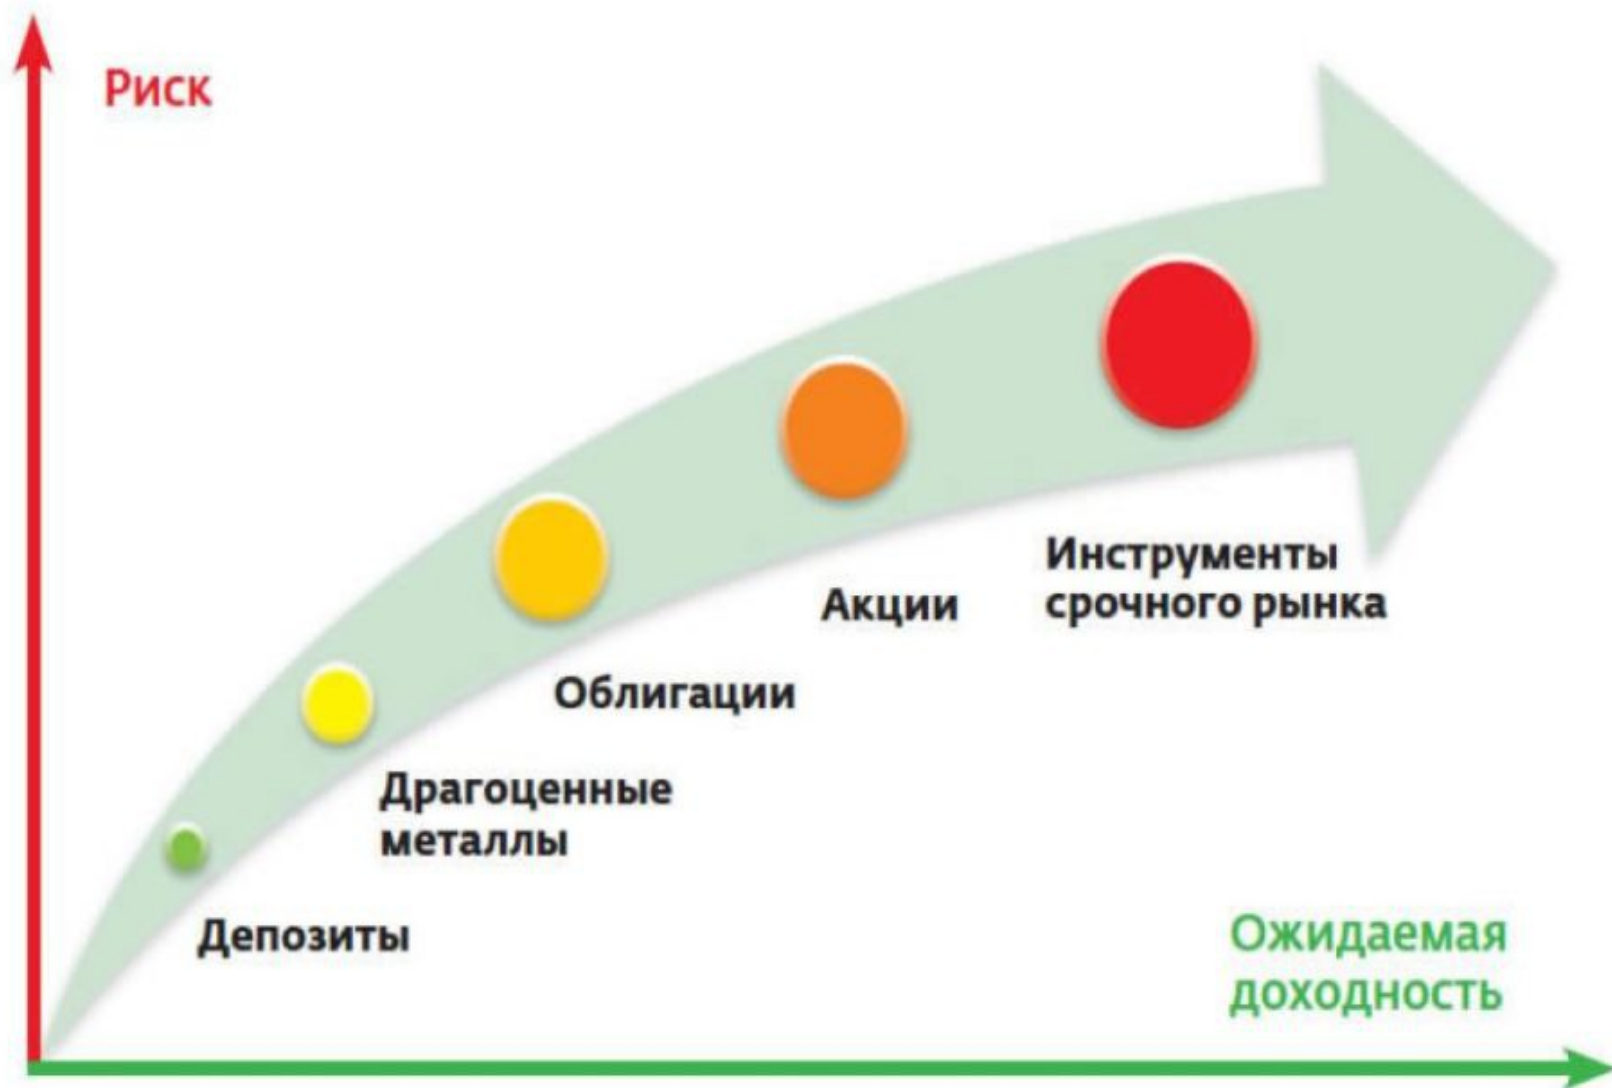 Риск
Инструменты
срочного рынка
Акции
Облигации
Драгоценные
металлы
Депозиты
Ожидаемая
доходность